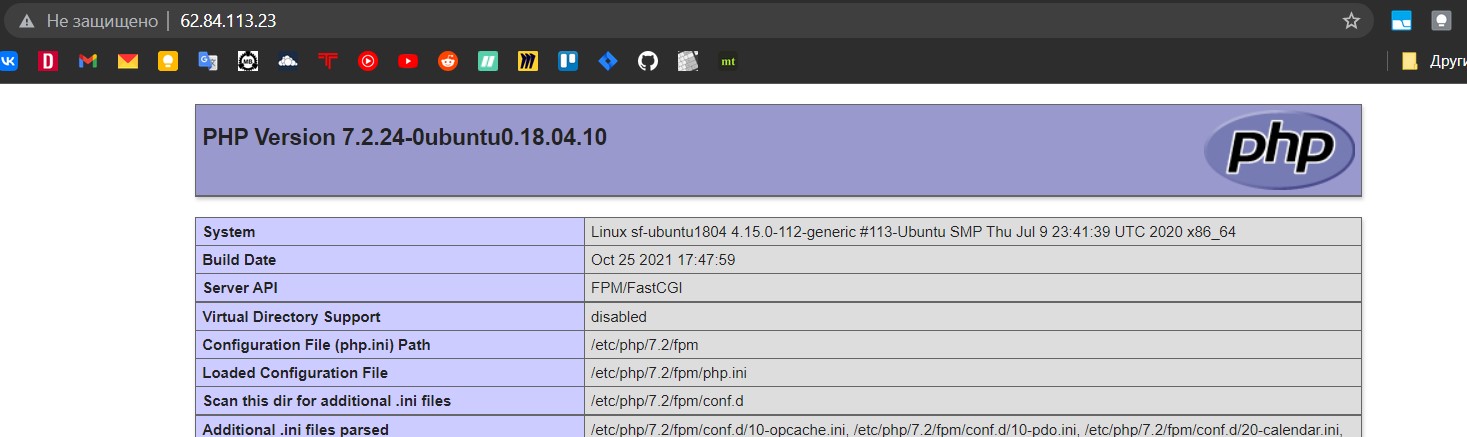 Не защищено 62.84.113.23
D M MB mt Други
PHP Version 7.2.24-0ubuntu0.18.04.10
php
System Linux sf-ubuntu1804 4.15.0-112-generic #113-Ubuntu SMP Thu Jul 9 23:41:39 UTC 2020 x86_64
Build Date Oct 25 2021 17:47:59
Server API FPM/FastCGI
Virtual Directory Support disabled
Configuration File (php.ini) Path /etc/php/7.2/fpm
Loaded Configuration File /etc/php/7.2/fpm/php.ini
Scan this dir for additional .ini files /etc/php/7.2/fpm/conf.d
Additional .ini files parsed /etc/php/7.2/fpm/conf.d/10-opcache.ini, /etc/php/7.2/fpm/conf.d/10-pdo.ini, /etc/php/7.2/fpm/conf.d/20-calendar.ini,